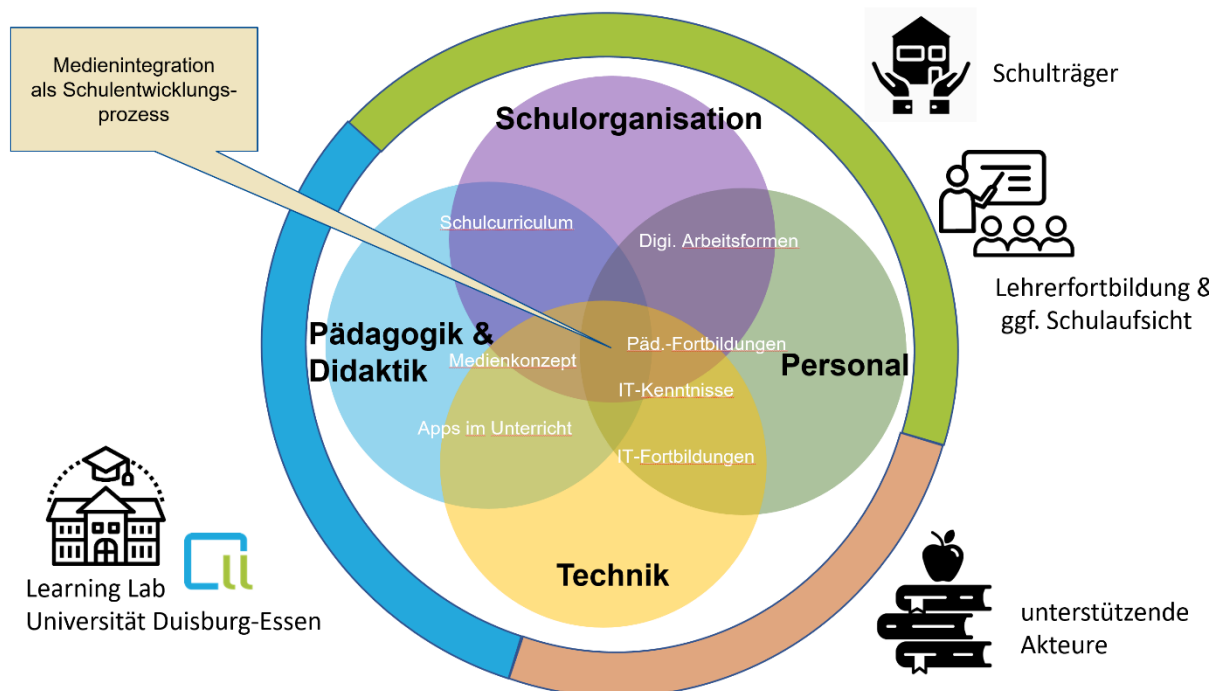 Medienintegration
als Schulentwicklungs-
prozess
Schulorganisation
Schulträger
Schulcurriculum
Digi. Arbeitsformen
Lehrerfortbildung &
ggf. Schulaufsicht
Pädagogik &
Didaktik
Medienkonzept
Päd.-Fortbildungen
Personal
IT-Kenntnisse
Apps im Unterricht
IT-Fortbildungen
Technik
Learning Lab
Universität Duisburg-Essen
unterstützende
Akteure